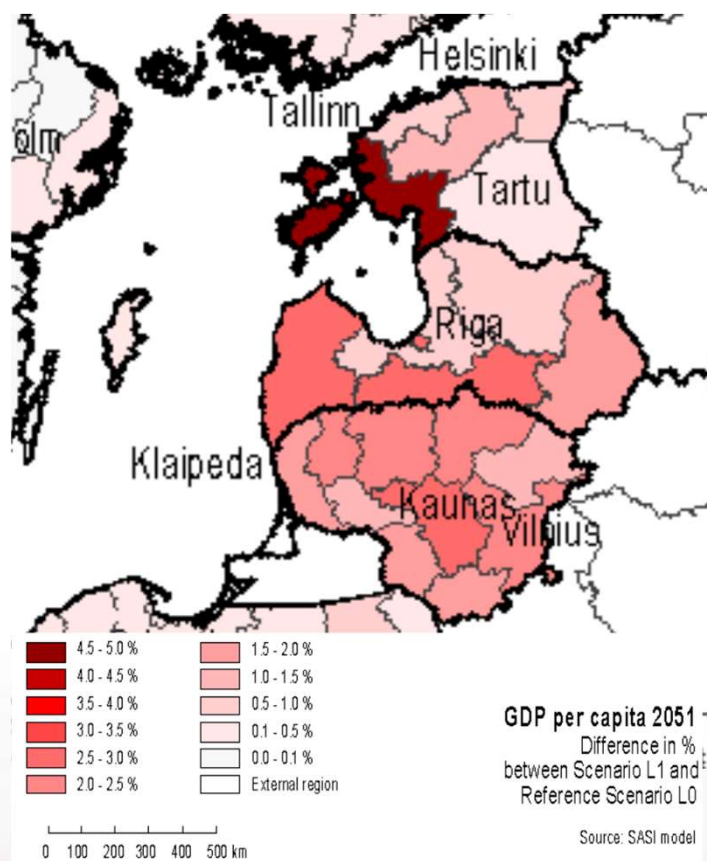 Helsinki
Tallinn
olm
Tartu
Riga
Klaipeda
Kaunas
Vilnius
4.5 - 5.0 %
4.0 - 4.5 %
3.5 - 4.0 %
3.0 - 3.5 %
2.5 - 3.0 %
2.0 - 2.5 %
1.5 - 2.0 %
1.0 - 1.5 %
0.5 - 1.0 %
0.1 - 0.5 %
0.0 - 0.1 %
External region
GDP per capita 2051
Difference in %
between Scenario L1 and
Reference Scenario L0
Source: SASI model
0 100 200 300 400 500 km